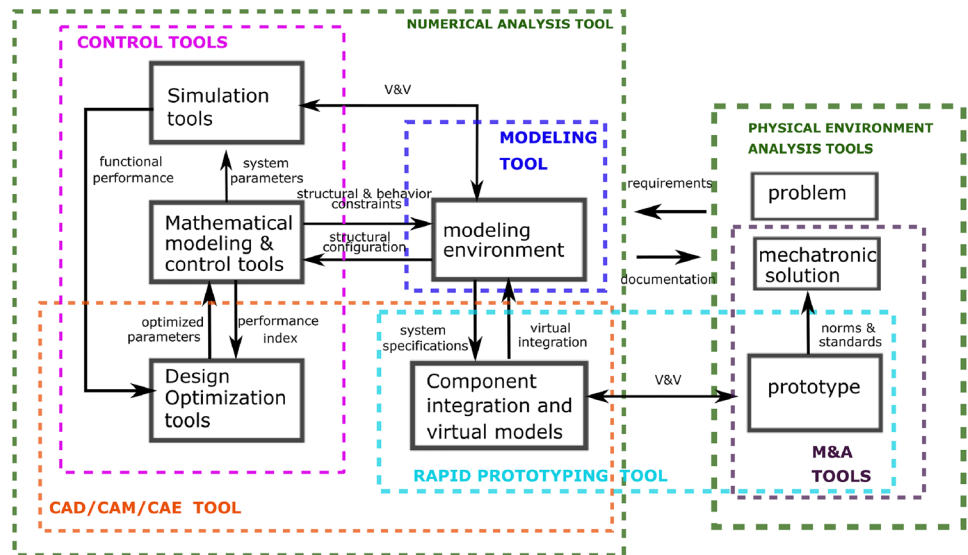 NUMERICAL ANALYSIS TOOL
CONTROL TOOLS
Simulation
tools
V&V
functional
performance
system
parameters
MODELING
TOOL
structural & behavior
constraints
Mathematical
modeling &
control tools
structural
configuration
modeling
environment
requirements
documentation
PHYSICAL ENVIRONMENT
ANALYSIS TOOLS
problem
mechatronic
solution
optimized
parameters
performance
index
system
specifications
virtual
integration
norms &
standards
Design
Optimization
tools
Component
integration and
virtual models
V&V
prototype
M&A
TOOLS
RAPID PROTOTYPING TOOL
CAD/CAM/CAE TOOL